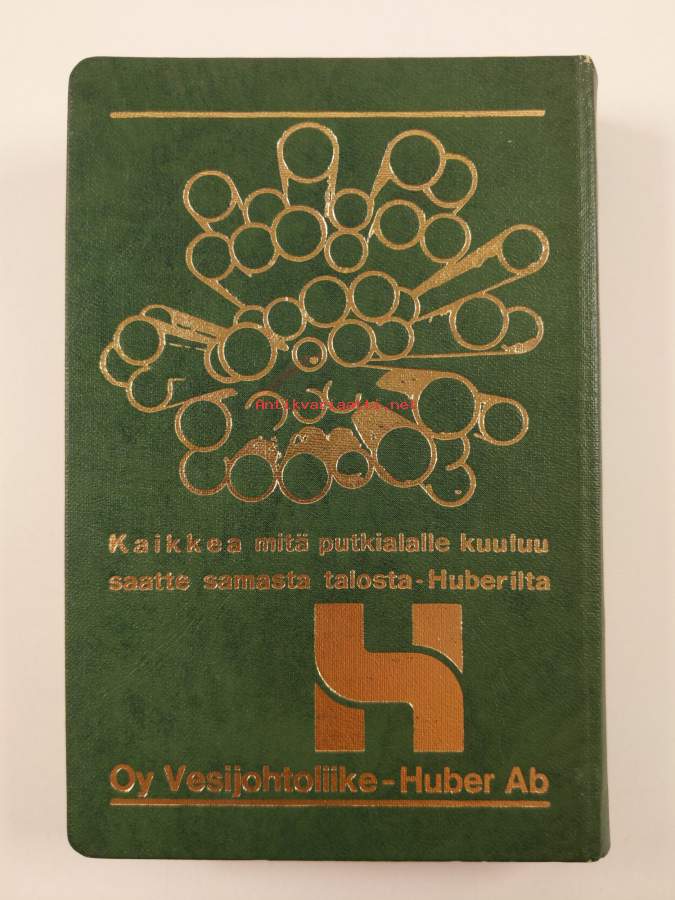 Antikvariaatti.net
Kaikkea mitä putkialalle kuuluu
saatte samasta talosta-Huberilta
Oy Vesijohtoliike-Huber Ab